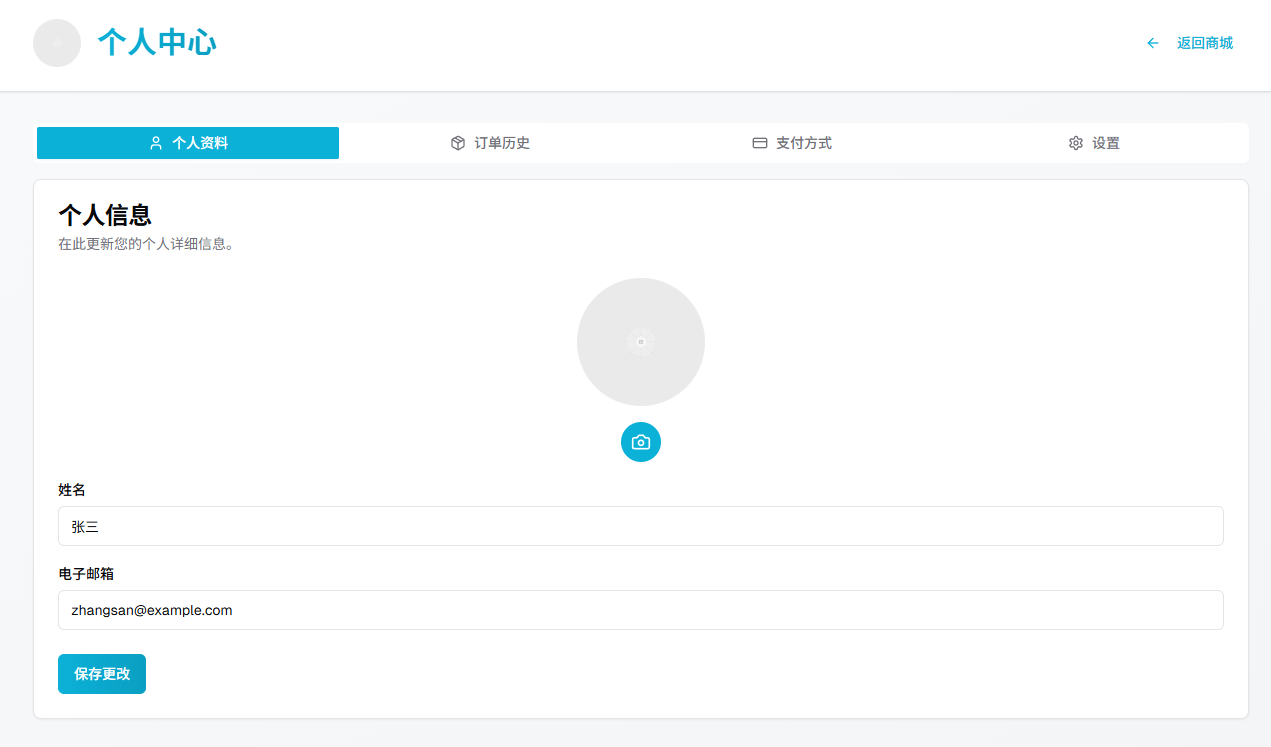 个人中心
返回商城
个人资料
订单历史
支付方式
设置
个人信息
在此更新您的个人详细信息。
姓名
张三
电子邮箱
zhangsan@example.com
保存更改